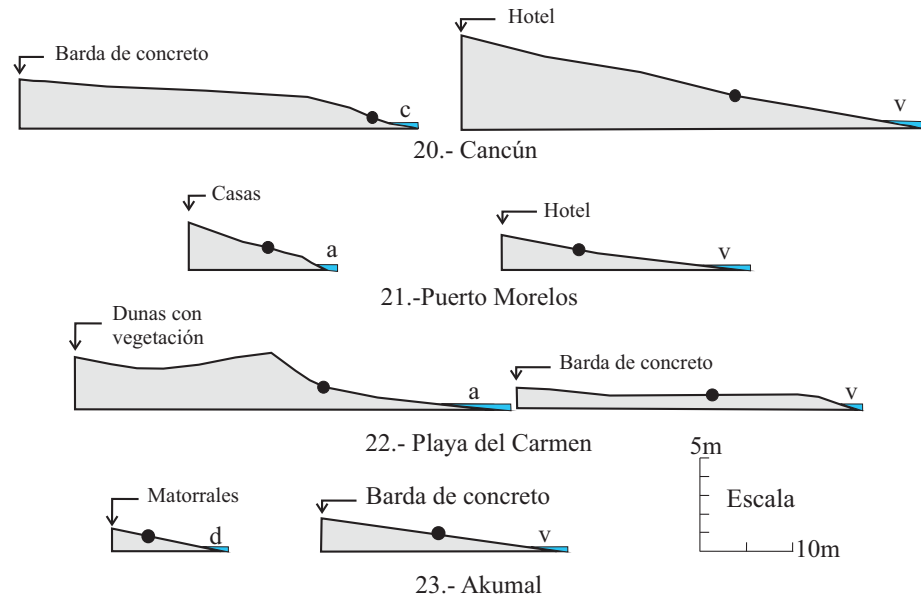 Hotel
Barda de concreto
c
v
20.- Cancún
Casas
Hotel
a
v
21.-Puerto Morelos
Dunas con
vegetación
Barda de concreto
a
v
22.- Playa del Carmen
5m
Escala
10m
Matorrales
Barda de concreto
d
v
23.- Akumal